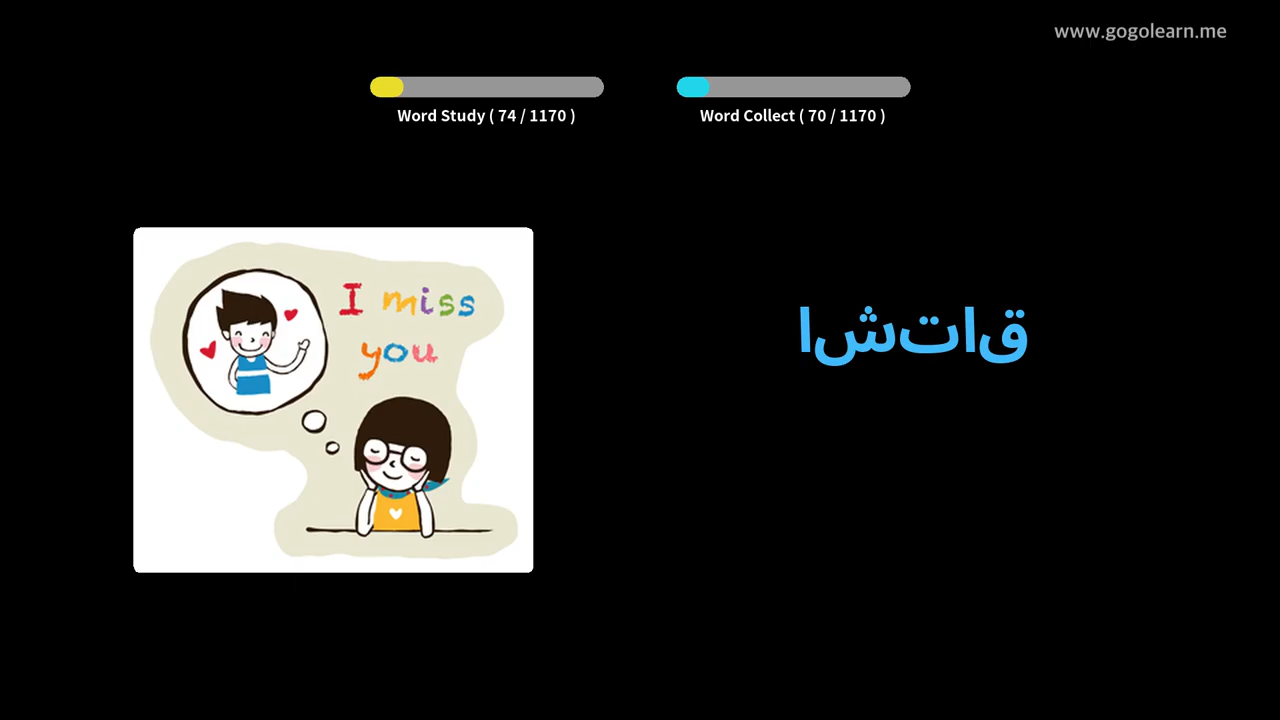 www.gogolearn.me
Word Study ( 74 / 1170 )
Word Collect ( 70 / 1170 )
I miss
you
اشتاق